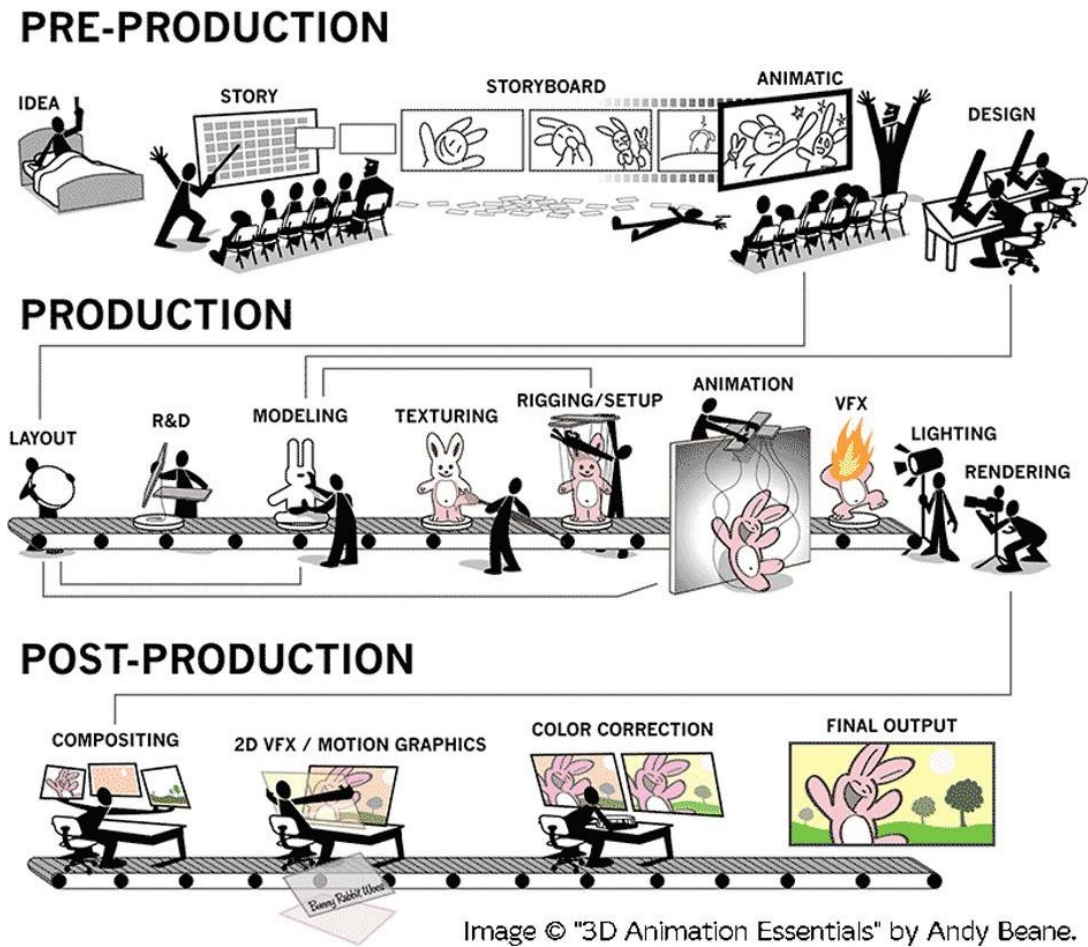 PRE-PRODUCTION
IDEA
STORY
STORYBOARD
ANIMATIC
DESIGN
PRODUCTION
LAYOUT
R&D
MODELING
TEXTURING
RIGGING/SETUP
ANIMATION
VFX
LIGHTING
RENDERING
POST-PRODUCTION
COMPOSITING
2D VFX / MOTION GRAPHICS
COLOR CORRECTION
FINAL OUTPUT
Bunny Rabbit Woes
Image © "3D Animation Essentials" by Andy Beane.